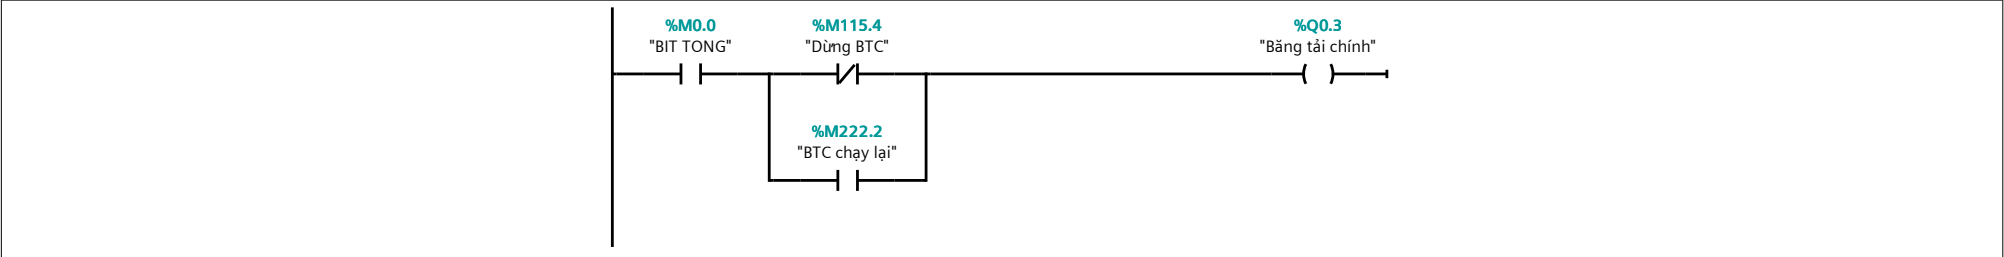 %M0.0
"BIT TONG"
%M115.4
"Dừng BTC"
%Q0.3
"Băng tải chính"
%M222.2
"BTC chạy lại"